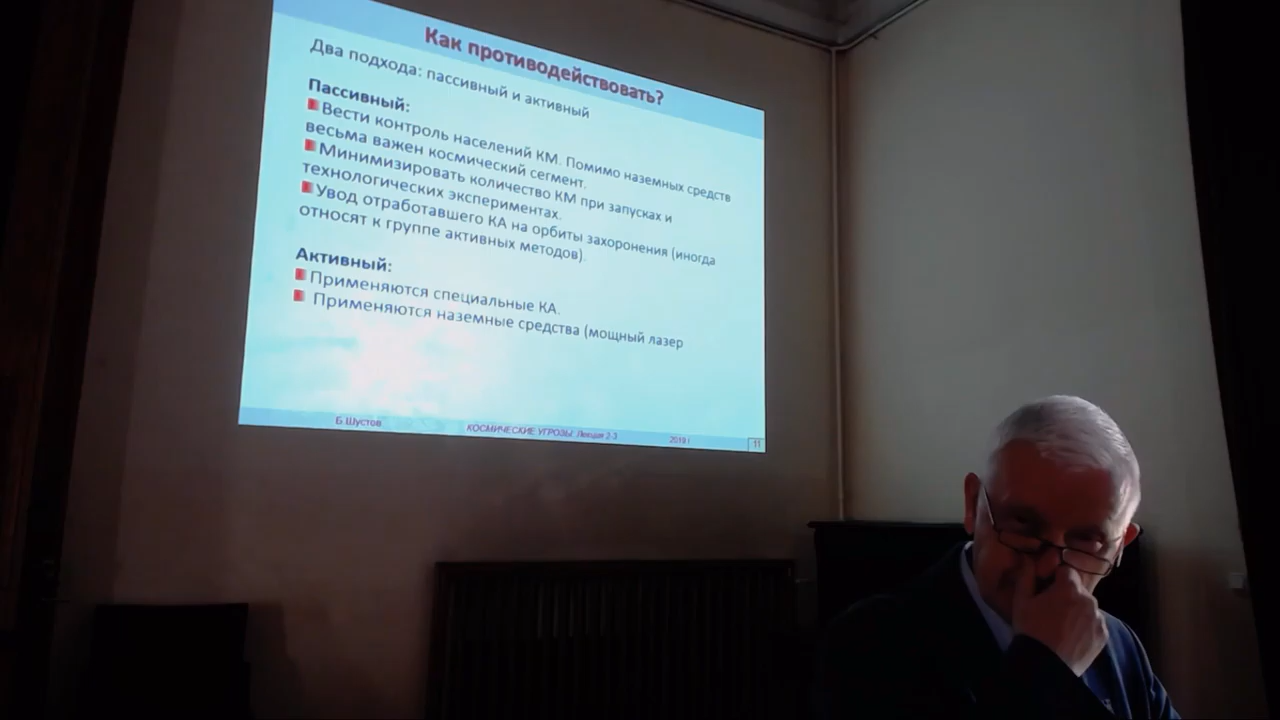 Как противодействовать?
Два подхода: пассивный и активный
Пассивный:
Вести контроль населений КМ. Помимо наземных средств
весьма важен космический сегмент.
Минимизировать количество КМ при запусках и
технологических экспериментах.
Увод отработавшего КА на орбиты захоронения (иногда
относят к группе активных методов).
Активный:
Применяются специальные КА.
Применяются наземные средства (мощный лазер
Б.Шустов КОСМИЧЕСКИЕ УГРОЗЫ: Лекция 2-3 2019 г 11